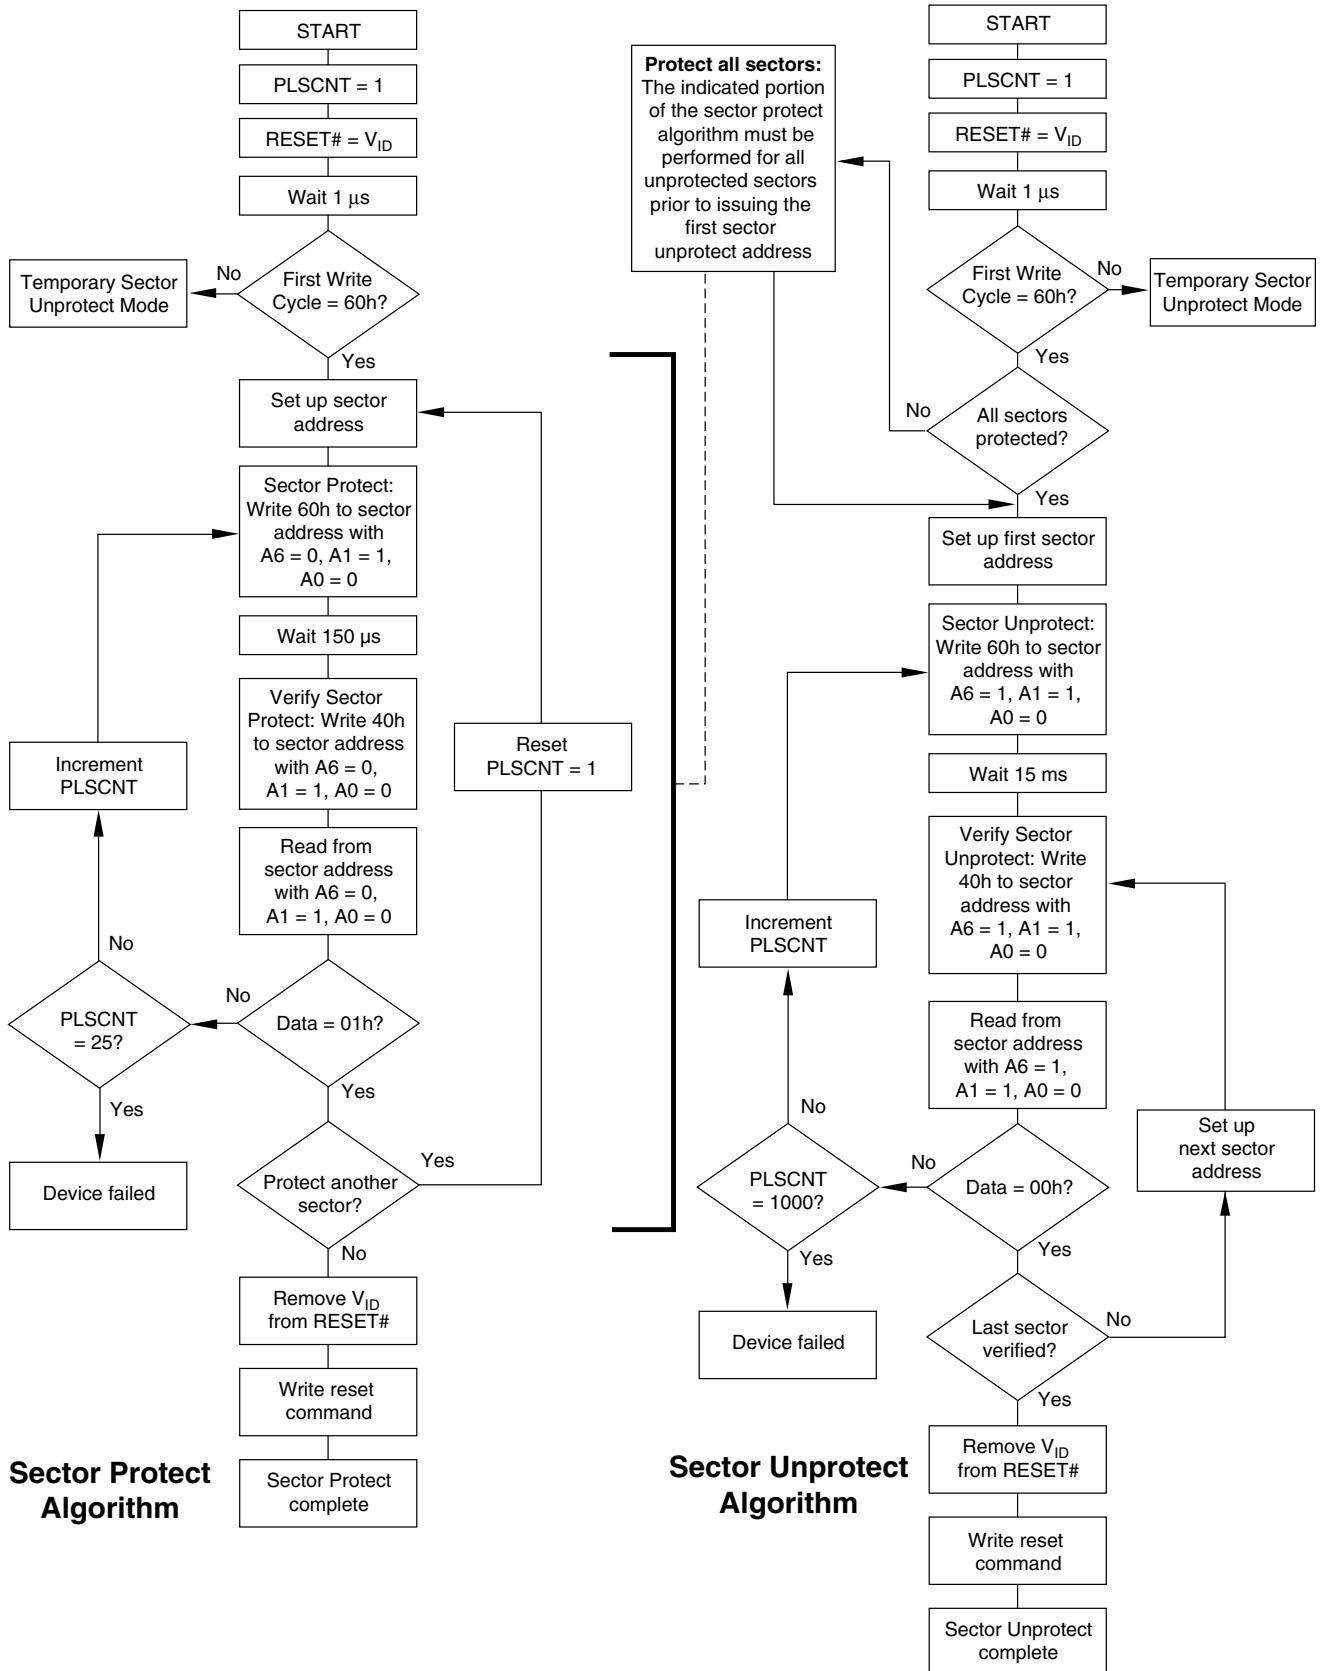 START
PLSCNT = 1
RESET# = VID
Wait 1 µs
First Write
Cycle = 60h?
No
Temporary Sector
Unprotect Mode
Yes
Set up sector
address
Sector Protect:
Write 60h to sector
address with
A6 = 0, A1 = 1,
A0 = 0
Wait 150 µs
Verify Sector
Protect: Write 40h
to sector address
with A6 = 0,
A1 = 1, A0 = 0
Reset
PLSCNT = 1
Increment
PLSCNT
Read from
sector address
with A6 = 0,
A1 = 1, A0 = 0
No
No
PLSCNT
= 25?
Data = 01h?
Yes
Yes
Device failed
Protect another
sector?
Yes
No
Remove VID
from RESET#
Write reset
command
Sector Protect
complete
Sector Protect
Algorithm
Protect all sectors:
The indicated portion
of the sector protect
algorithm must be
performed for all
unprotected sectors
prior to issuing the
first sector
unprotect address
START
PLSCNT = 1
RESET# = VID
Wait 1 µs
First Write
Cycle = 60h?
No
Temporary Sector
Unprotect Mode
Yes
No
All sectors
protected?
Yes
Set up first sector
address
Sector Unprotect:
Write 60h to sector
address with
A6 = 1, A1 = 1,
A0 = 0
Wait 15 ms
Verify Sector
Unprotect: Write
40h to sector
address with
A6 = 1, A1 = 1,
A0 = 0
Increment
PLSCNT
Read from
sector address
with A6 = 1,
A1 = 1, A0 = 0
No
No
Set up
next sector
address
PLSCNT
= 1000?
Data = 00h?
Yes
Yes
Device failed
Last sector
verified?
No
Yes
Remove VID
from RESET#
Write reset
command
Sector Unprotect
complete
Sector Unprotect
Algorithm